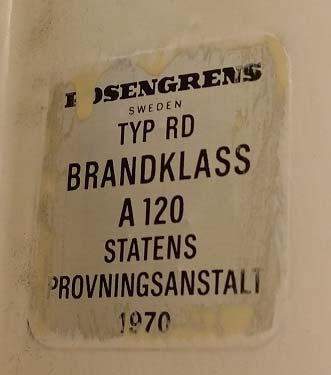 ROSENGRENS
SWEDEN
TYP RD
BRANDKLASS
A 120
STATENS
PROVNINGSANSTALT
1970